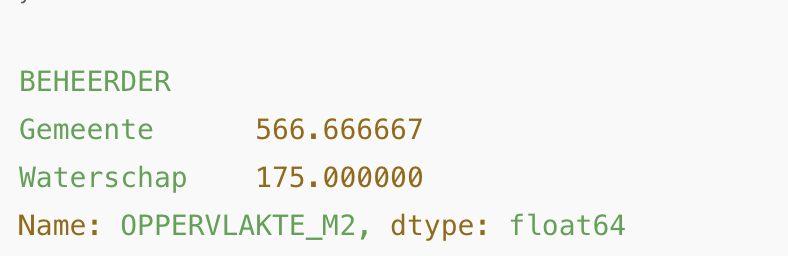 BEHEERDER
Gemeente      566.666667
Waterschap    175.000000
Name: OPPERVLAKTE_M2, dtype: float64